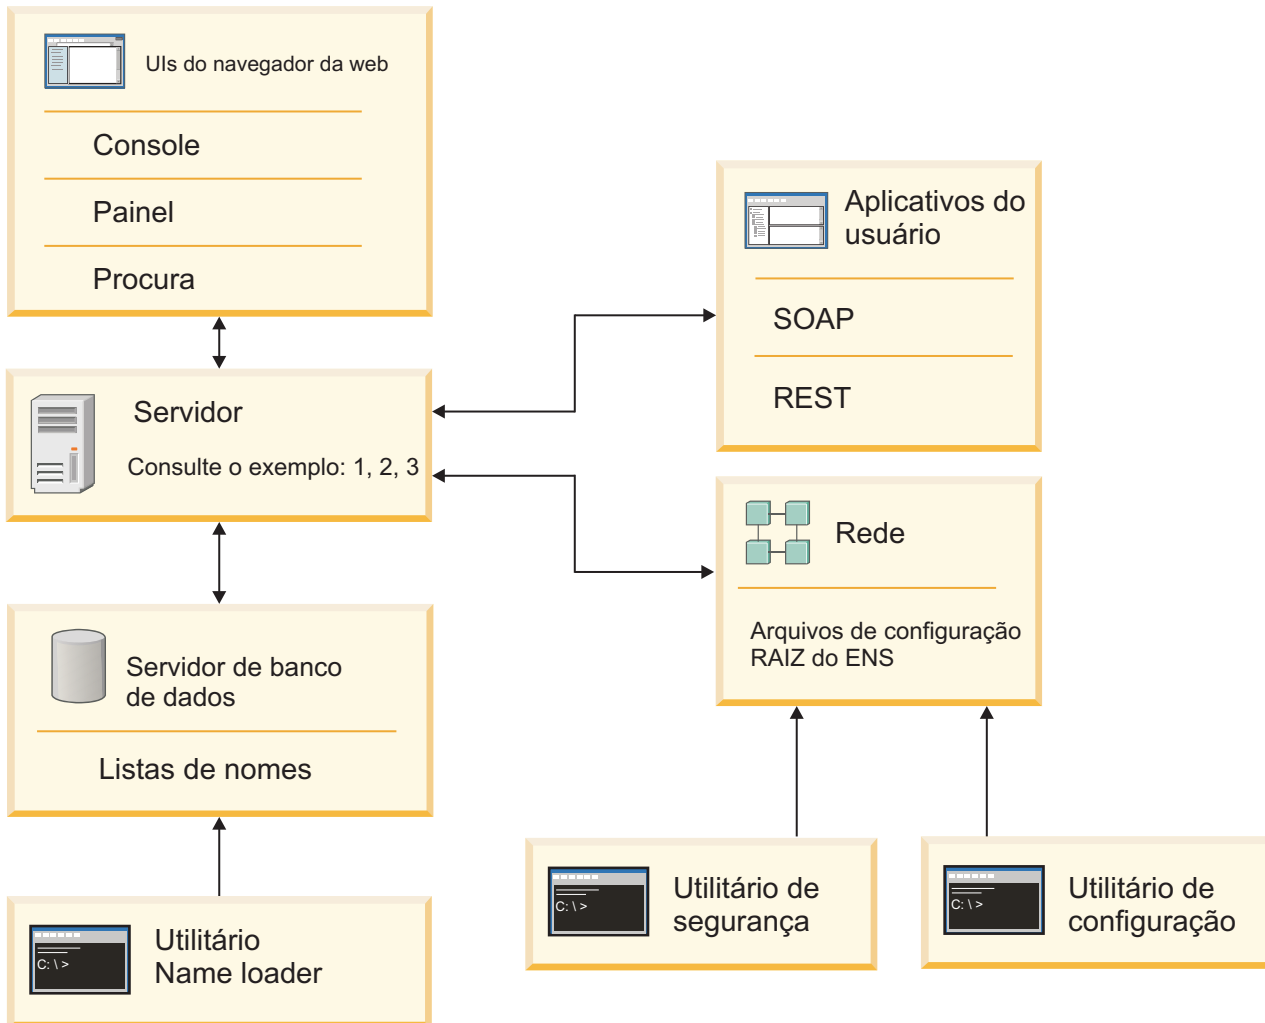 UIs do navegador da web
Console
Painel
Procura
Servidor
Consulte o exemplo: 1, 2, 3
Servidor de banco
de dados
Listas de nomes
C: \ >
Utilitário
Name loader
Aplicativos do
usuário
SOAP
REST
Rede
Arquivos de configuração
RAIZ do ENS
C: \ >
Utilitário de
segurança
C: \ >
Utilitário de
configuração